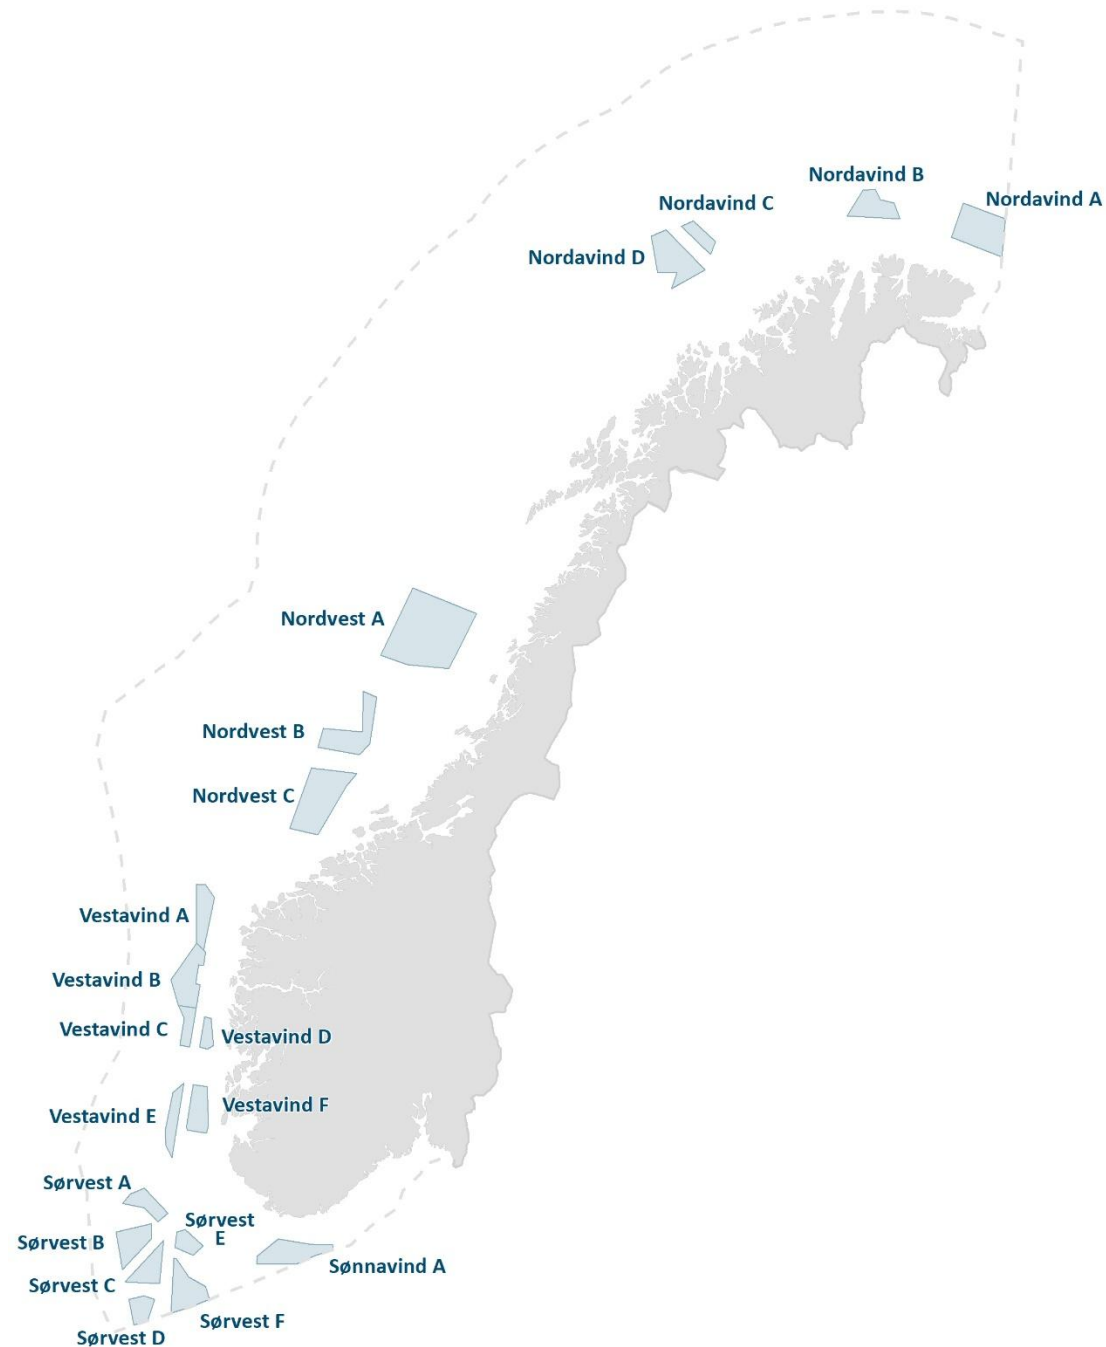 Nordavind B
Nordavind A
Nordavind C
Nordavind D
Nordvest A
Nordvest B
Nordvest C
Vestavind A
Vestavind B
Vestavind C
Vestavind D
Vestavind E
Vestavind F
Sørvest A
Sørvest
E
Sørvest B
Sønnavind A
Sørvest C
Sørvest F
Sørvest D